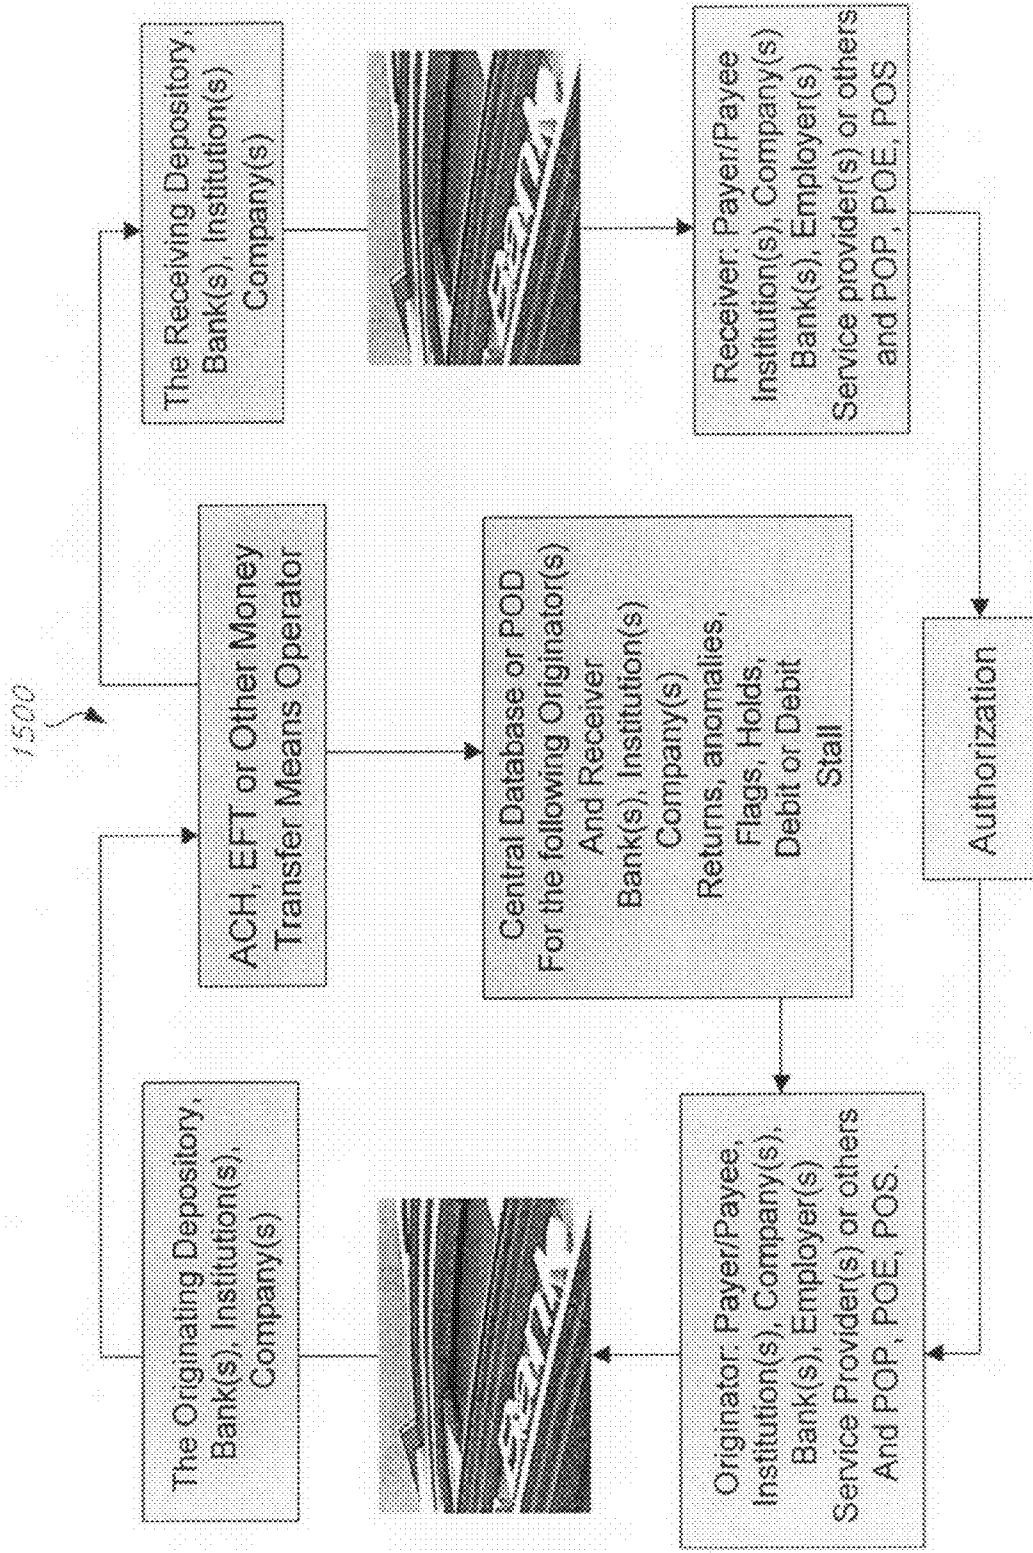 1500
The Originating Depository,
Bank(s), Institution(s),
Company(s)
ACH, EFT or Other Money
Transfer Means Operator
The Receiving Depository,
Bank(s), Institution(s)
Company(s)
BANK
BANK
Central Database or POD
For the following Originator(s)
And Receiver
Bank(s), Institution(s)
Company(s)
Returns, anomalies,
Flags, Holds,
Debit or Debit
Stall
Originator: Payer/Payee,
Institution(s), Company(s),
Bank(s), Employer(s)
Service Provider(s) or others
And POP, POE, POS.
Receiver: Payer/Payee
Institution(s), Company(s)
Bank(s), Employer(s)
Service provider(s) or others
and POP, POE, POS
Authorization